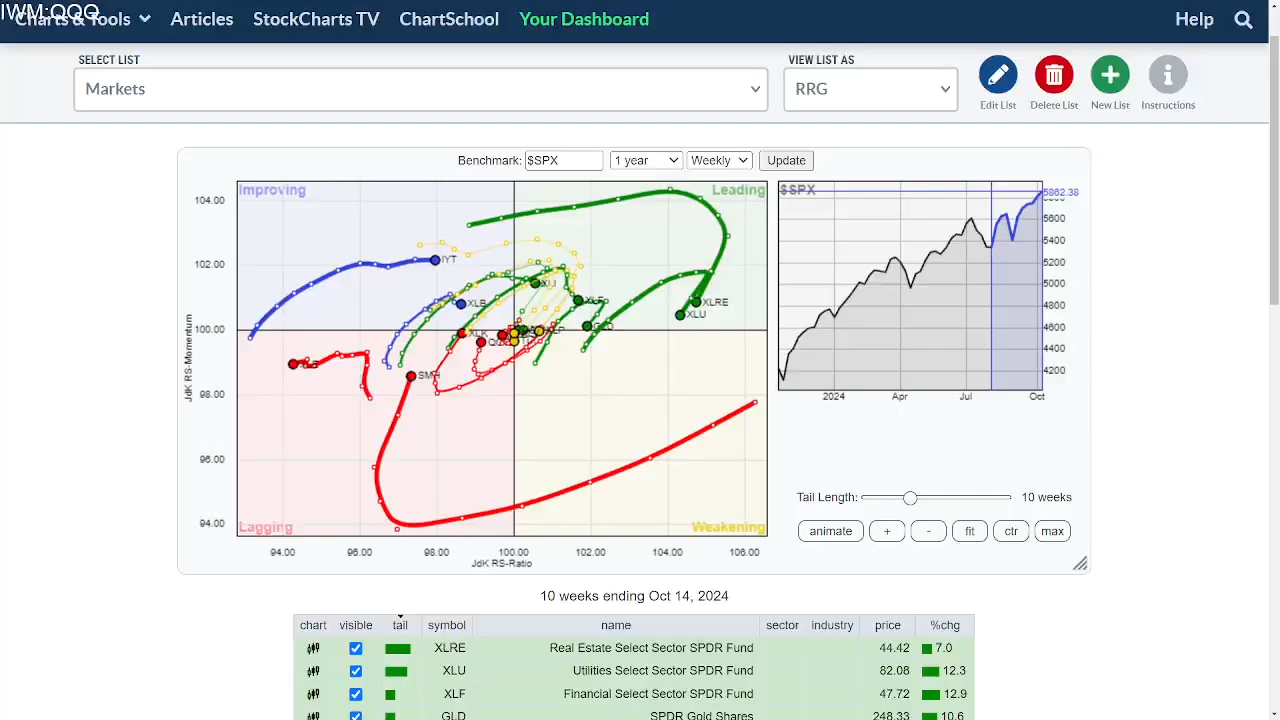 IWM:QQQ
Charts & Tools Articles StockCharts TV ChartSchool Your Dashboard Help
SELECT LIST VIEW LIST AS
Markets RRG
Edit List Delete List New List Instructions
Benchmark: $SPX 1 year Weekly Update
Improving Leading $SPX
5862.38
104.00
102.00
100.00
98.00
96.00
94.00
JdK RS-Momentum
IYT
XLB
XLI
XLF
XLRE
XLU
GLD
XLK
SMH
5600
5400
5200
5000
4800
4600
4400
4200
2024 Apr Jul Oct
Lagging Weakening
94.00 96.00 98.00 100.00 102.00 104.00 106.00
JdK RS-Ratio
Tail Length: 10 weeks
animate + - fit ctr max
10 weeks ending Oct 14, 2024
chart visible tail symbol name sector industry price %chg
XLRE Real Estate Select Sector SPDR Fund 44.42 7.0
XLU Utilities Select Sector SPDR Fund 82.08 12.3
XLF Financial Select Sector SPDR Fund 47.72 12.9
GLD SPDR Gold Shares 248.33 10.6